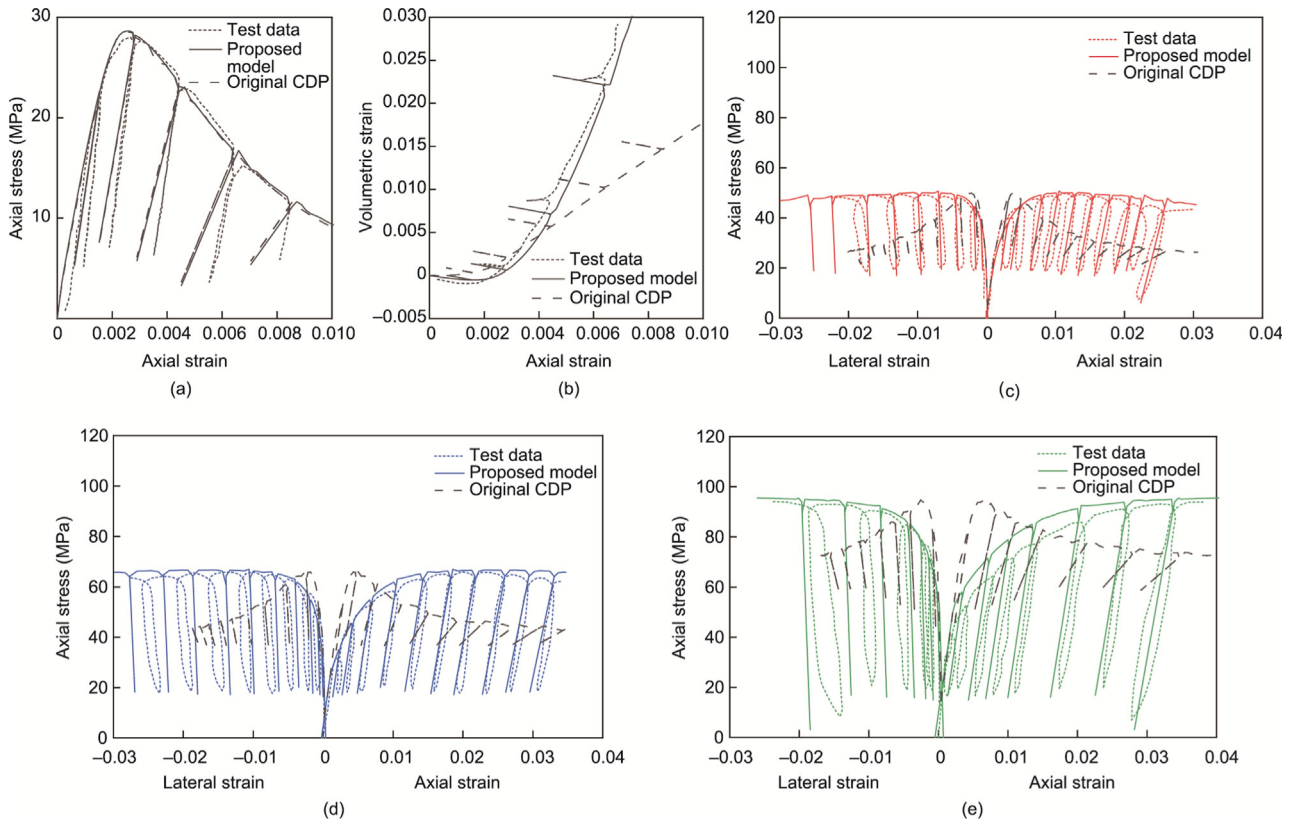 30
20
10
0
0.002
0.004
0.006
0.008
0.010
Axial stress (MPa)
Axial strain
Test data
Proposed
model
Original CDP
(a)
0.030
0.025
0.020
0.015
0.010
0.005
0
–0.005
0
0.002
0.004
0.006
0.008
0.010
Volumetric strain
Axial strain
Test data
Proposed model
Original CDP
(b)
120
100
80
60
40
20
0
–0.03
–0.02
–0.01
0
0.01
0.02
0.03
0.04
Axial stress (MPa)
Lateral strain
Axial strain
Test data
Proposed model
Original CDP
(c)
120
100
80
60
40
20
0
–0.03
–0.02
–0.01
0
0.01
0.02
0.03
0.04
Axial stress (MPa)
Lateral strain
Axial strain
Test data
Proposed model
Original CDP
(d)
120
100
80
60
40
20
0
–0.03
–0.02
–0.01
0
0.01
0.02
0.03
0.04
Axial stress (MPa)
Lateral strain
Axial strain
Test data
Proposed model
Original CDP
(e)